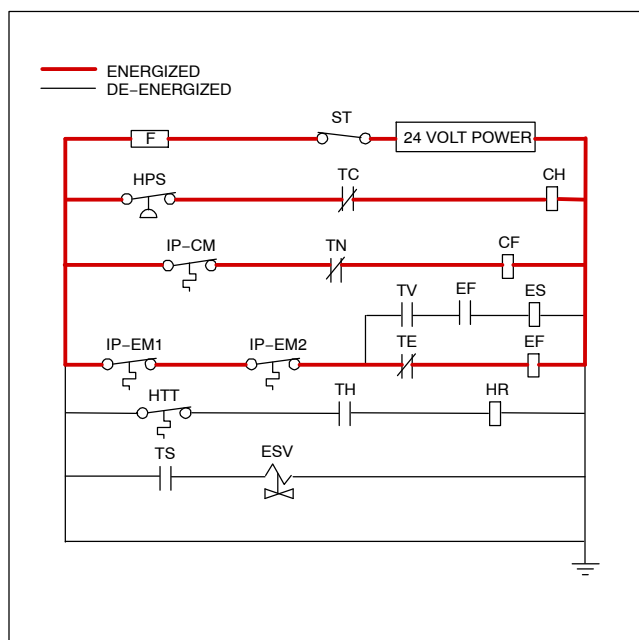 ENERGIZED
DE−ENERGIZED
ST
F
24 VOLT POWER
HPS
TC
CH
IP−CM
TN
CF
TV
EF
ES
IP−EM1
IP−EM2
TE
EF
HTT
TH
HR
TS
ESV